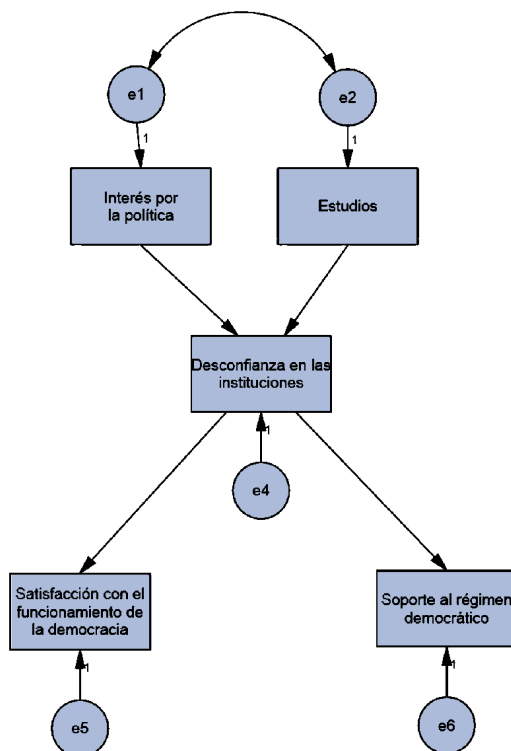 e1
e2
1
1
Interés por
la política
Estudios
Desconfianza en las
instituciones
1
e4
Satisfacción con el
funcionamiento de
la democracia
Soporte al régimen
democrático
1
1
e5
e6